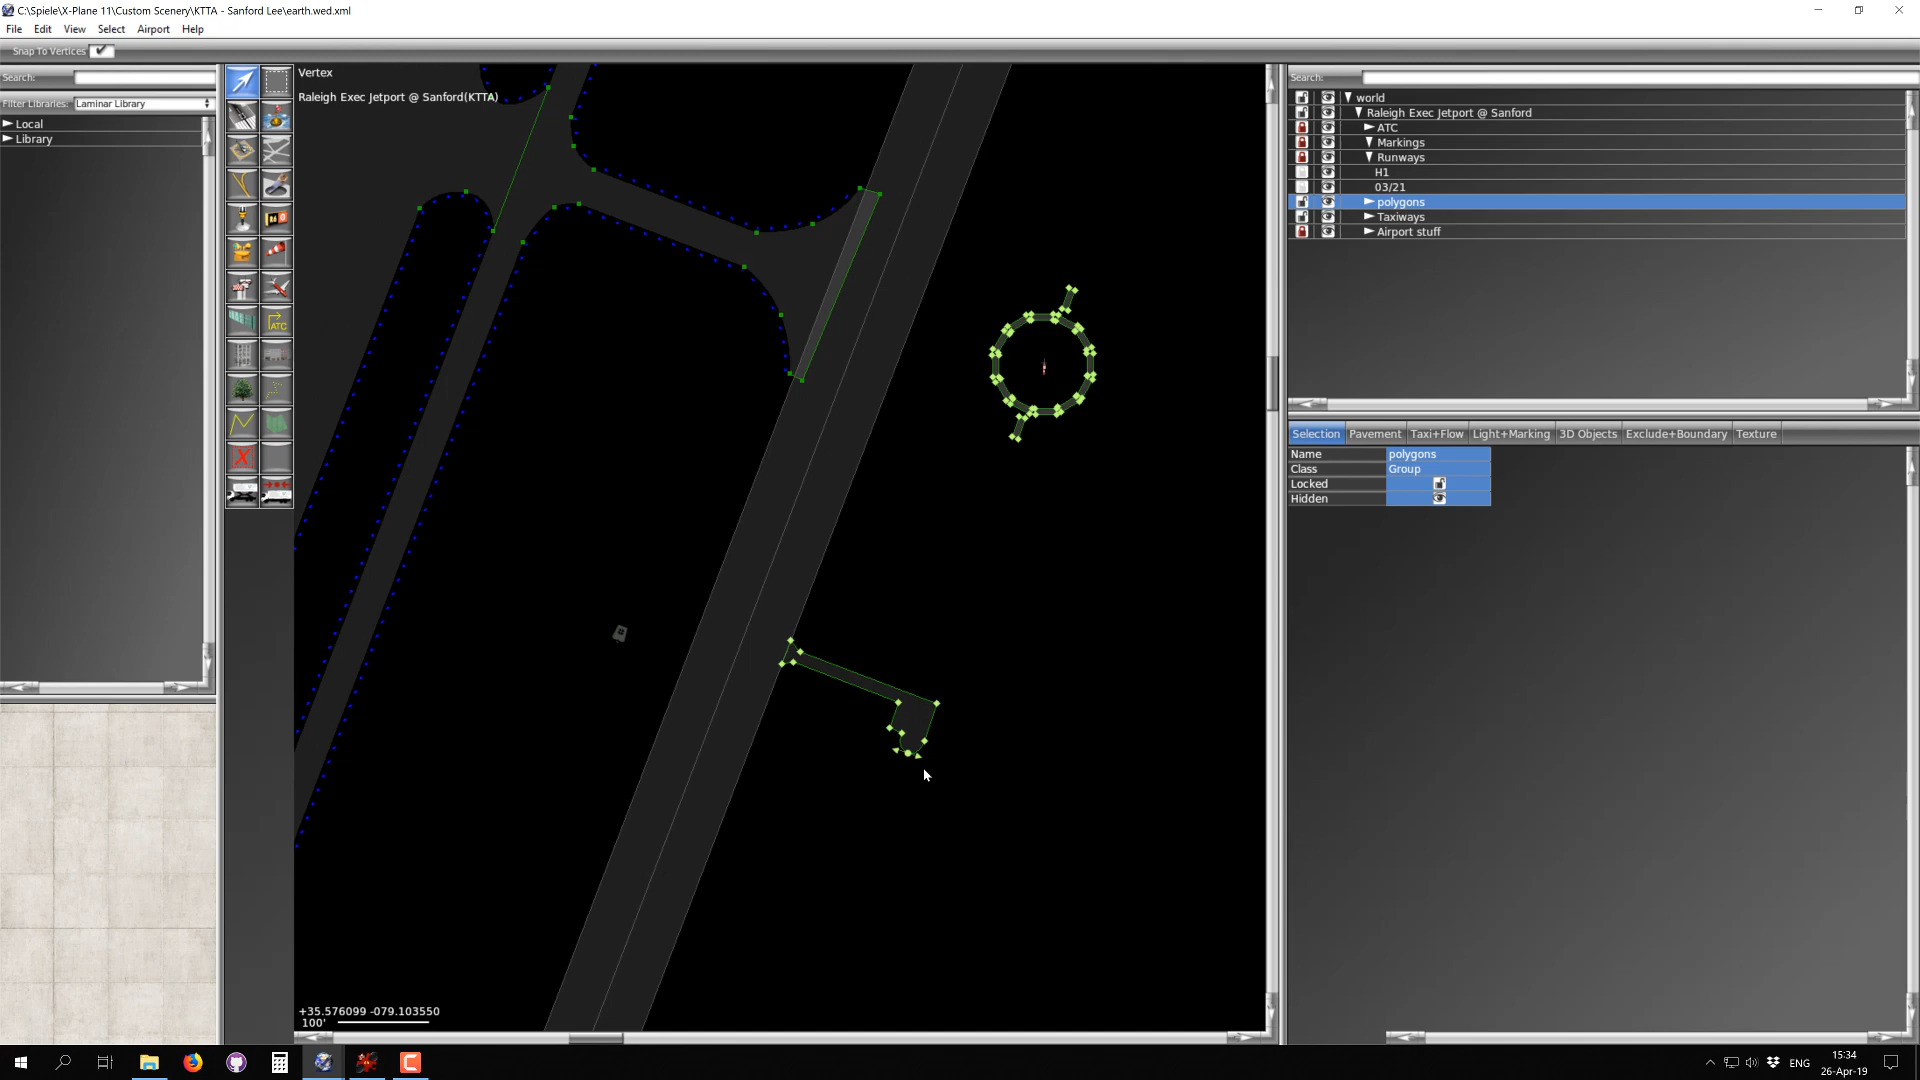 C:\Spiele\X-Plane 11\Custom Scenery\KTTA - Sanford Lee\earth.wed.xml
File Edit View Select Airport Help
Snap To Vertices
Search:
Filter Libraries: Laminar Library
Local
Library
Vertex
Raleigh Exec Jetport @ Sanford(KTTA)
ATC
+35.576099 -079.103550
100'
Search:
world
Raleigh Exec Jetport @ Sanford
ATC
Markings
Runways
H1
03/21
polygons
Taxiways
Airport stuff
Selection Pavement Taxi+Flow Light+Marking 3D Objects Exclude+Boundary Texture
Name polygons
Class Group
Locked
Hidden
ENG
15:34
26-Apr-19